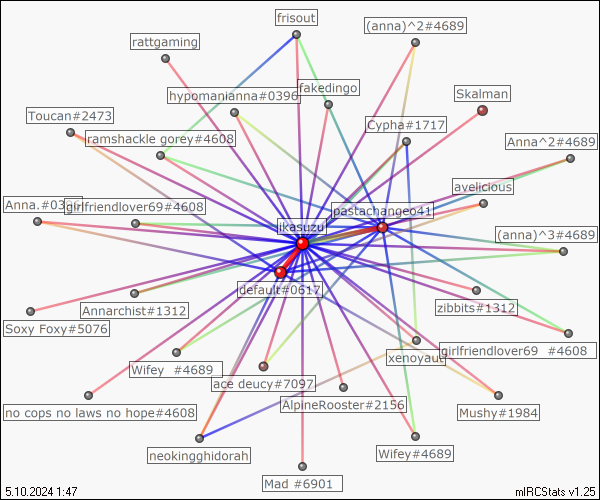 frisout
(anna)^2#4689
rattgaming
fakedingo
hypomanianna#0396
Skalman
Toucan#2473
Cypha#1717
ramshackle gorey#4608
Anna^2#4689
avelicious
Anna.#03
girlfriendlover69#4608
pastachangeo41
ikasuzu
(anna)^3#4689
default#0617
zibbits#1312
Annarchist#1312
Soxy Foxy#5076
girlfriendlover69 #4608
xenoyaut
Wifey #4689
ace deucy#7097
AlpineRooster#2156
no cops no laws no hope#4608
Mushy#1984
neokingghidorah
Wifey#4689
Mad #6901
5.10.2024 1:47
mIRCStats v1.25